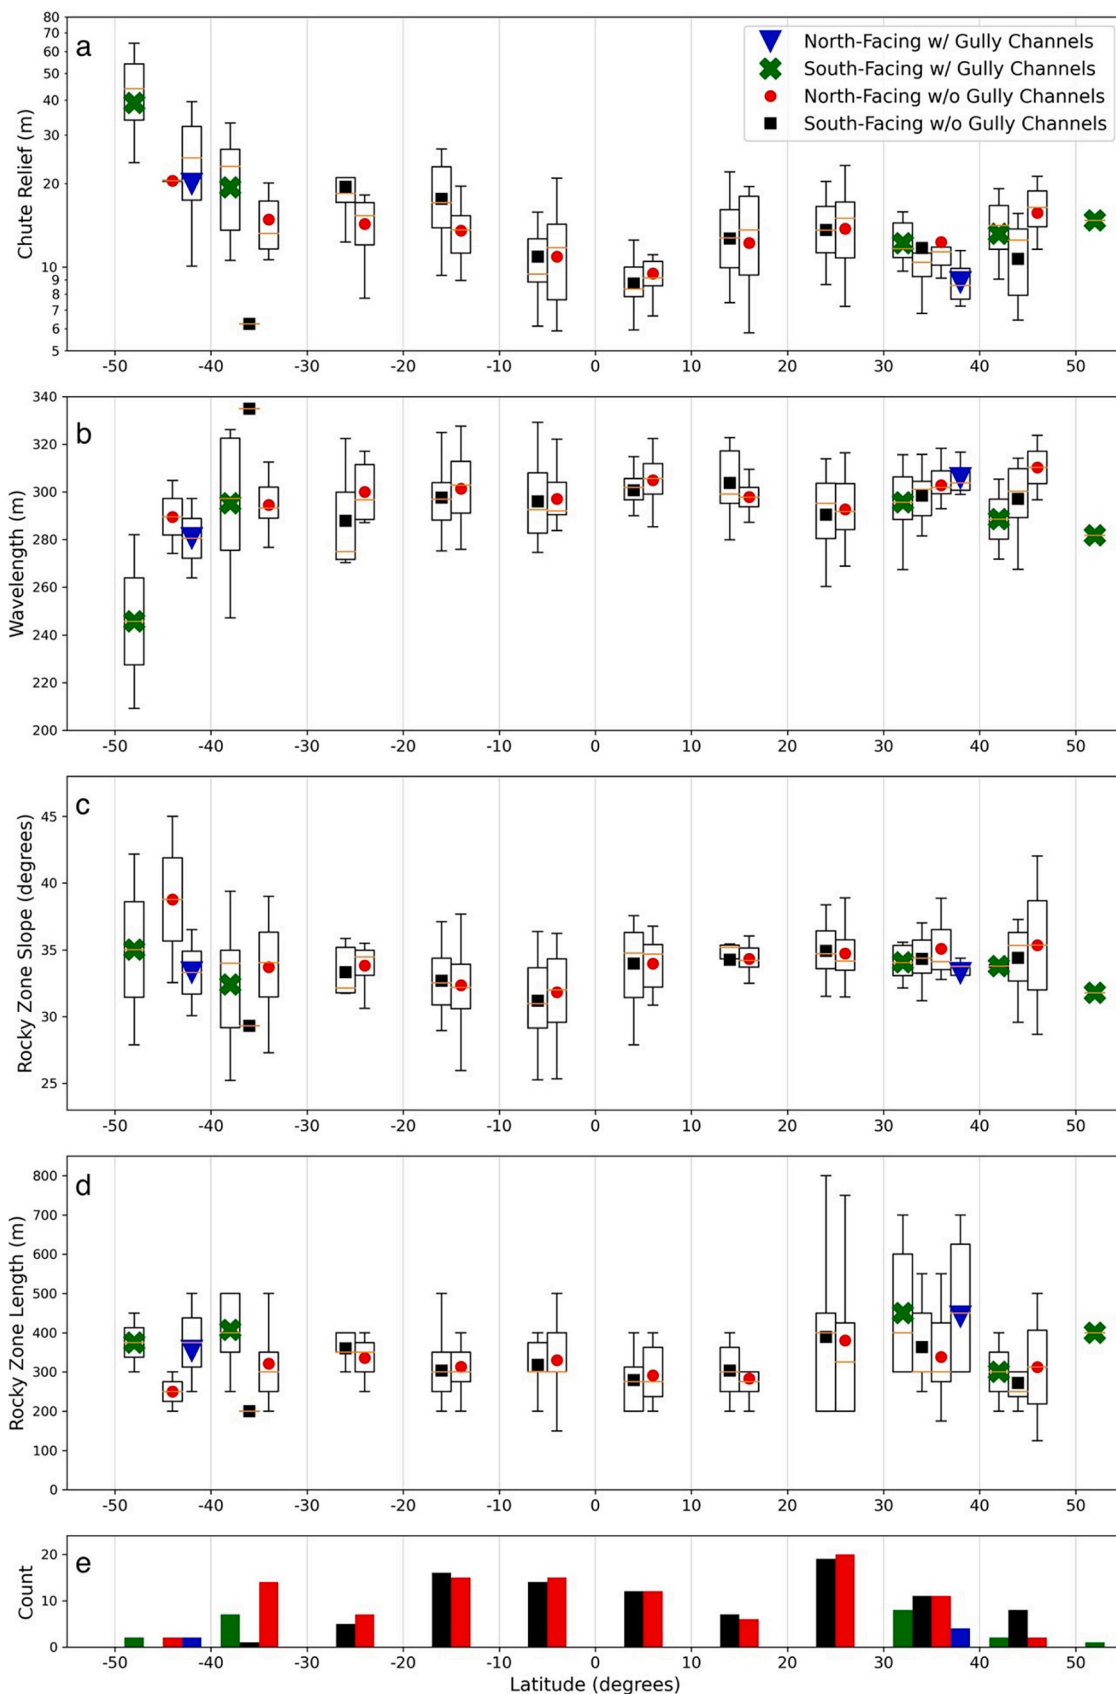 a
North-Facing w/ Gully Channels
South-Facing w/ Gully Channels
North-Facing w/o Gully Channels
South-Facing w/o Gully Channels
Chute Relief (m)
80
70
60
50
40
30
20
10
9
8
7
6
5
-50 -40 -30 -20 -10 0 10 20 30 40 50
b
Wavelength (m)
340
320
300
280
260
240
220
200
-50 -40 -30 -20 -10 0 10 20 30 40 50
c
Rocky Zone Slope (degrees)
45
40
35
30
25
-50 -40 -30 -20 -10 0 10 20 30 40 50
d
Rocky Zone Length (m)
800
700
600
500
400
300
200
100
0
-50 -40 -30 -20 -10 0 10 20 30 40 50
e
Count
20
10
0
-50 -40 -30 -20 -10 0 10 20 30 40 50
Latitude (degrees)